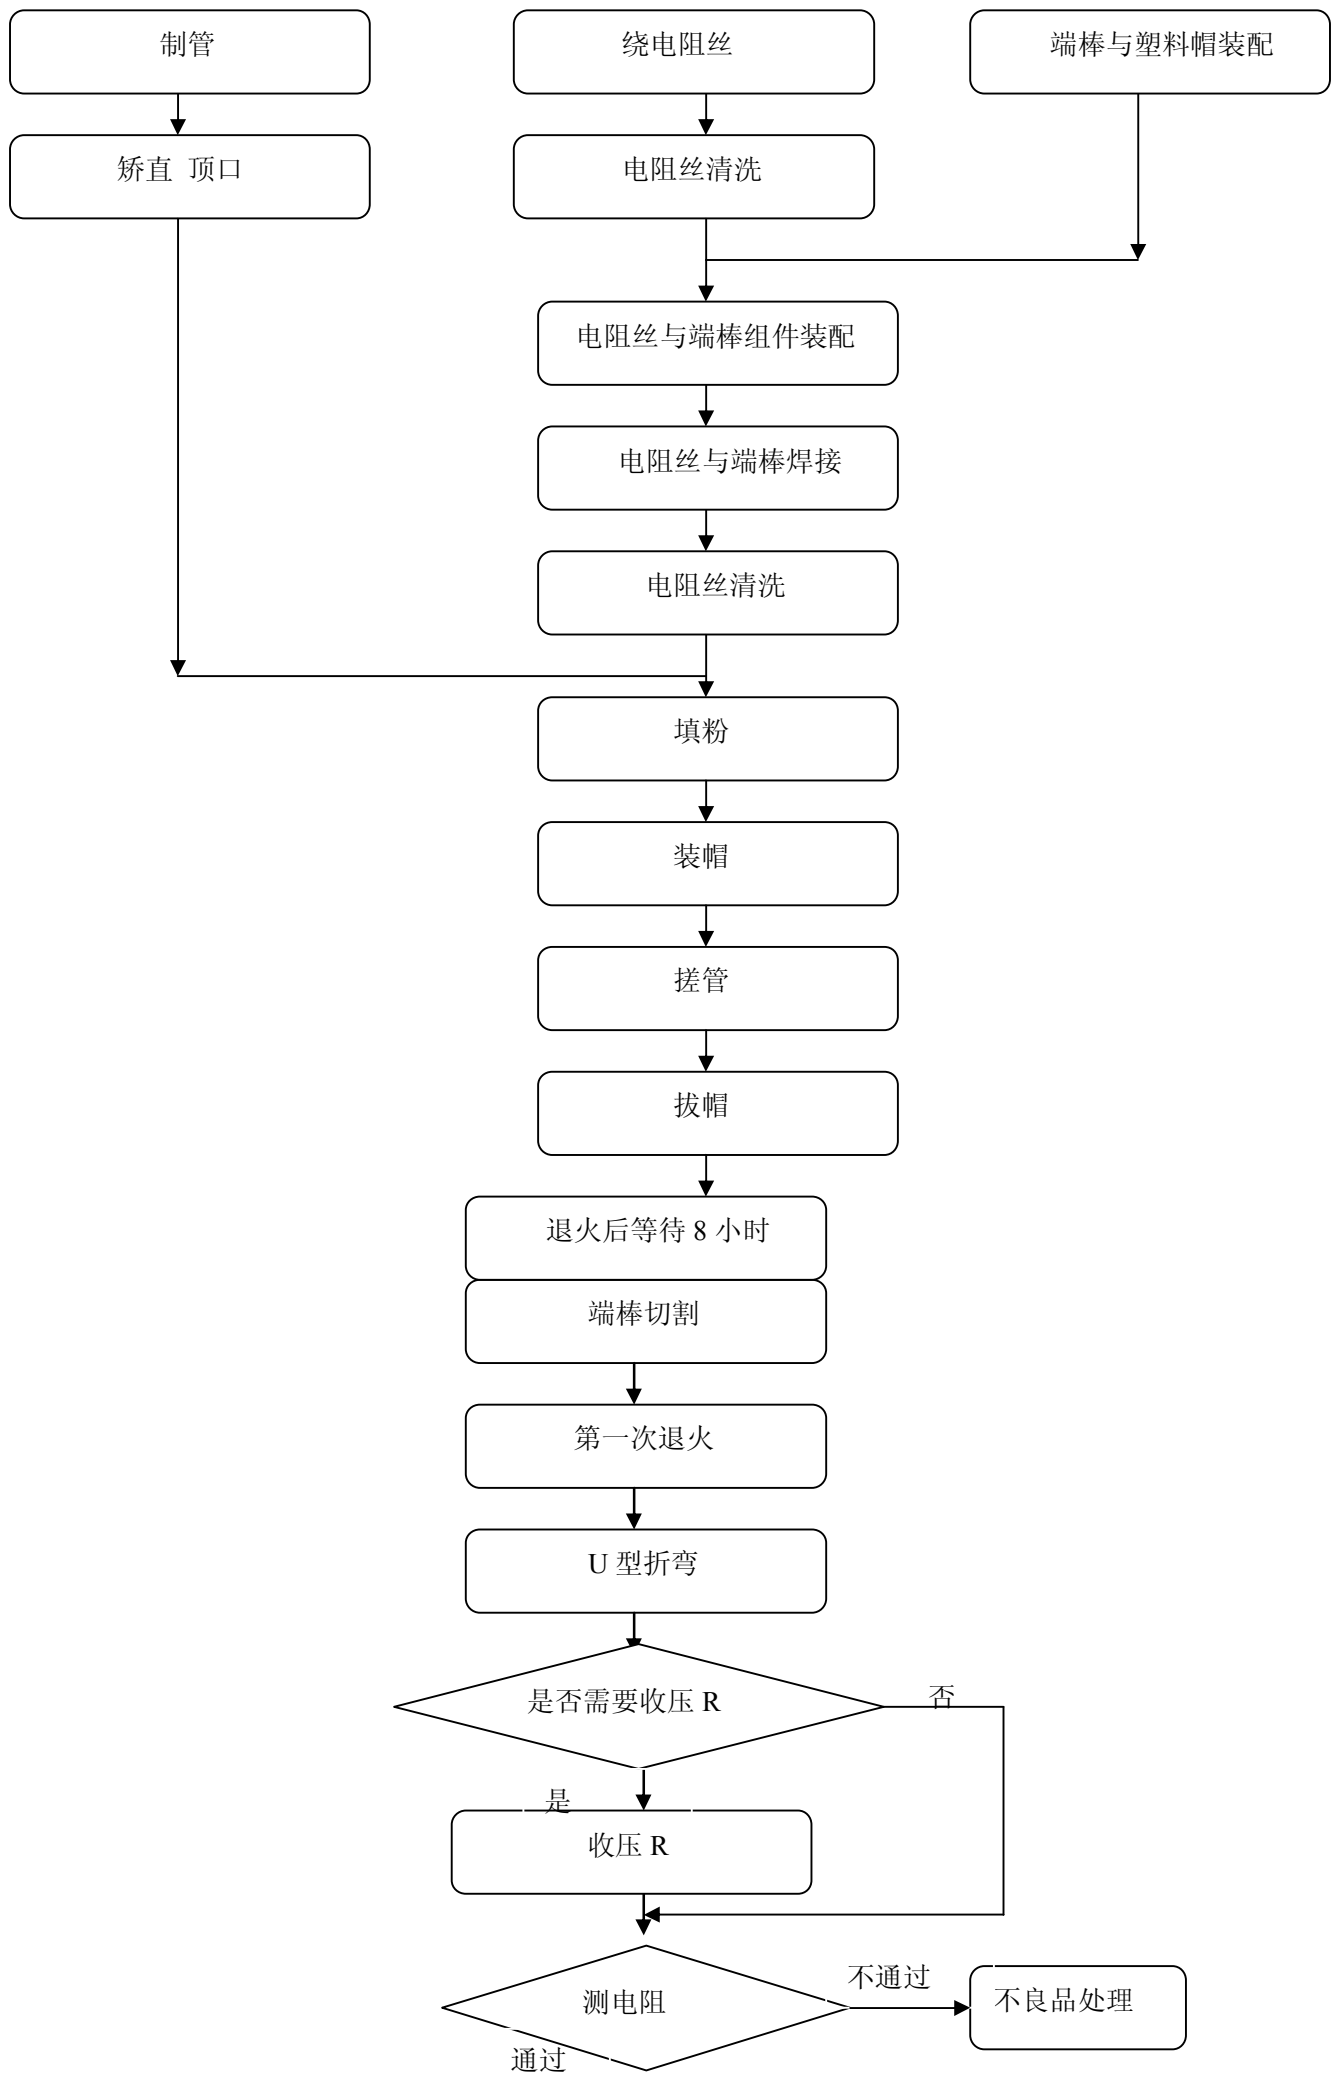 制管
绕电阻丝
端棒与塑料帽装配
矫直 顶口
电阻丝清洗
电阻丝与端棒组件装配
电阻丝与端棒焊接
电阻丝清洗
填粉
装帽
搓管
拔帽
退火后等待 8 小时
端棒切割
第一次退火
U 型折弯
是否需要收压 R
否
是
收压 R
不通过
测电阻
不良品处理
通过